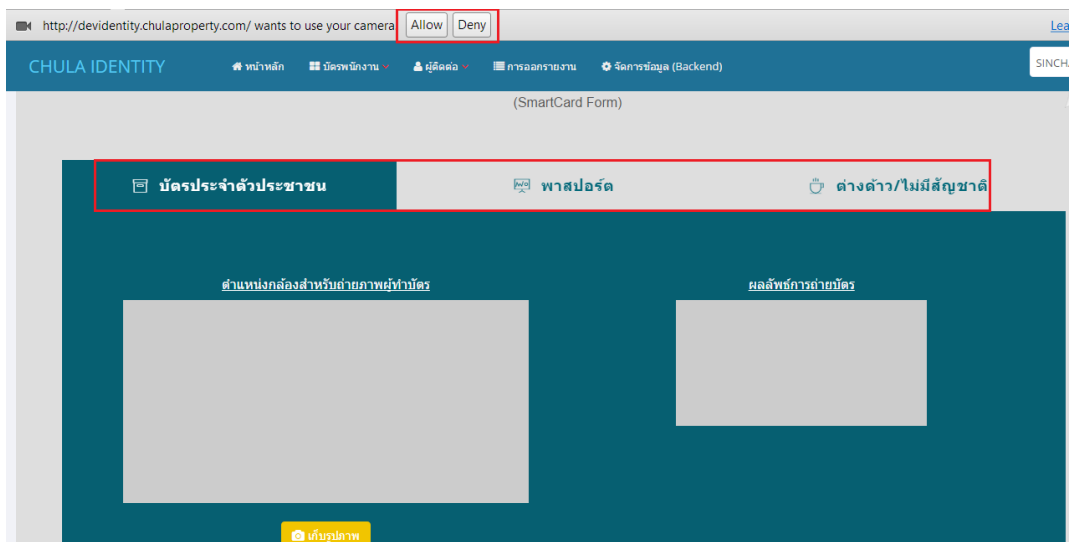 http://devidentity.chulaproperty.com/ wants to use your camera Allow Deny
CHULA IDENTITY หน้าหลัก บัตรพนักงาน ผู้ติดต่อ การออกรายงาน จัดการข้อมูล (Backend)
(SmartCard Form)
บัตรประจำตัวประชาชน พาสปอร์ต ต่างด้าว/ไม่มีสัญชาติ
ตำแหน่งกล้องสำหรับถ่ายภาพผู้ทำบัตร ผลลัพธ์การถ่ายบัตร
เก็บรูปภาพ